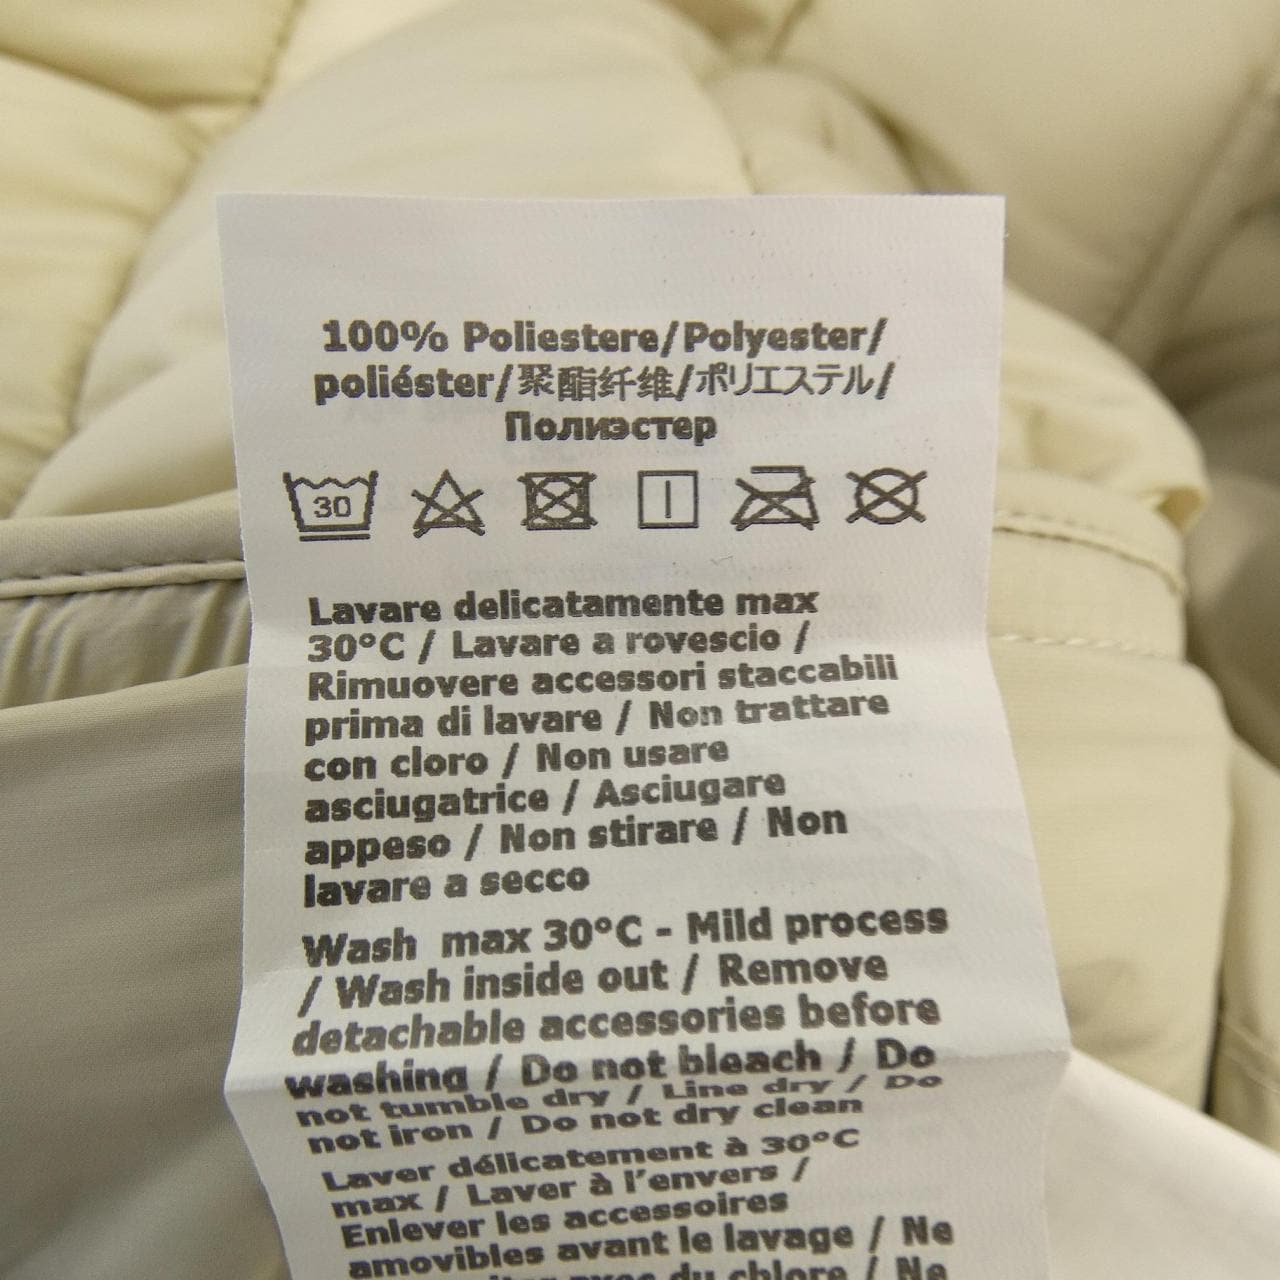 100% Poliestere/Polyester/
poliéster/聚酯纤维/ポリエステル/
Полиэстер
30
Lavare delicatamente max
30°C / Lavare a rovescio /
Rimuovere accessori staccabili
prima di lavare / Non trattare
con cloro / Non usare
asciugatrice / Asciugare
appeso / Non stirare / Non
lavare a secco
Wash max 30°C - Mild process
/ Wash inside out / Remove
detachable accessories before
washing / Do not bleach / Do
not tumble dry / Line dry / Do
not iron / Do not dry clean
Laver délicatement à 30°C
max / Laver à l'envers /
Enlever les accessoires
amovibles avant le lavage / Ne
avec du chlore / Ne